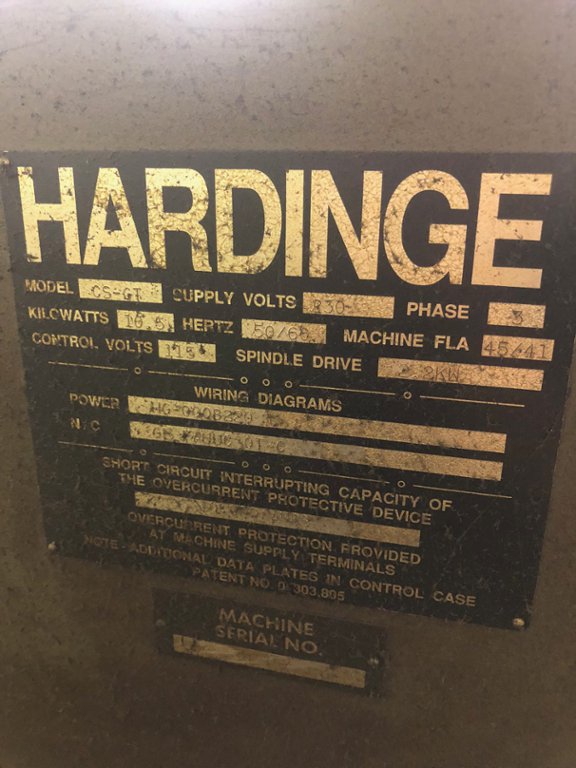 HARDINGE
MODEL CS-GT SUPPLY VOLTS 230 PHASE 3
KILOWATTS 16.5 HERTZ 50/60 MACHINE FLA 45/41
CONTROL VOLTS 115 SPINDLE DRIVE 2KW
WIRING DIAGRAMS
POWER
N/C
SHORT CIRCUIT INTERRUPTING CAPACITY OF
THE OVERCURRENT PROTECTIVE DEVICE
OVERCURRENT PROTECTION PROVIDED
AT MACHINE SUPPLY TERMINALS
NOTE-ADDITIONAL DATA PLATES IN CONTROL CASE
PATENT NO. D 303,805
MACHINE
SERIAL NO.